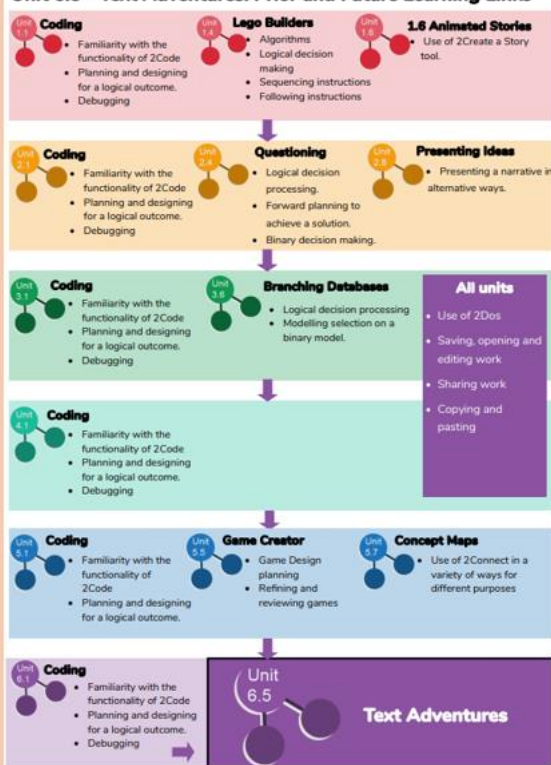 Text Adventures: Prior and Future Learning Links
Unit
1.1
Coding
• Familiarity with the
functionality of 2Code
• Planning and designing
for a logical outcome.
• Debugging
Unit
1.4
Lego Builders
• Algorithms
• Logical decision
making
• Sequencing instructions
• Following instructions
Unit
1.6
1.6 Animated Stories
• Use of 2Create a Story
tool.
Unit
2.1
Coding
• Familiarity with the
functionality of 2Code
• Planning and designing
for a logical outcome.
• Debugging
Unit
2.4
Questioning
• Logical decision
processing.
• Forward planning to
achieve a solution.
• Binary decision making.
Unit
2.8
Presenting Ideas
• Presenting a narrative in
alternative ways.
Unit
3.1
Coding
• Familiarity with the
functionality of 2Code
• Planning and designing
for a logical outcome.
• Debugging
Unit
3.6
Branching Databases
• Logical decision processing
• Modelling selection on a
binary model.
All units
• Use of 2Dos
• Saving, opening and
editing work
• Sharing work
• Copying and
pasting
Unit
4.1
Coding
• Familiarity with the
functionality of 2Code
• Planning and designing
for a logical outcome.
• Debugging
Unit
5.1
Coding
• Familiarity with the
functionality of
2Code
• Planning and designing
for a logical outcome.
Unit
5.5
Game Creator
• Game Design
planning
• Refining and
reviewing games
Unit
5.7
Concept Maps
• Use of 2Connect in a
variety of ways for
different purposes
Unit
6.1
Coding
• Familiarity with the
functionality of 2Code
• Planning and designing
for a logical outcome.
• Debugging
Unit
6.5
Text Adventures